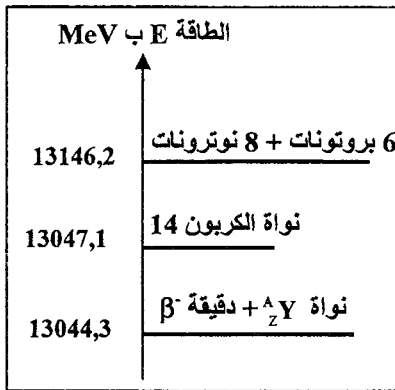 الطاقة E ب MeV
13146,2
6 بروتونات + 8 نوترونات
13047,1
نواة الكربون 14
13044,3
نواة ᴬ_ZY + دقيقة β⁻